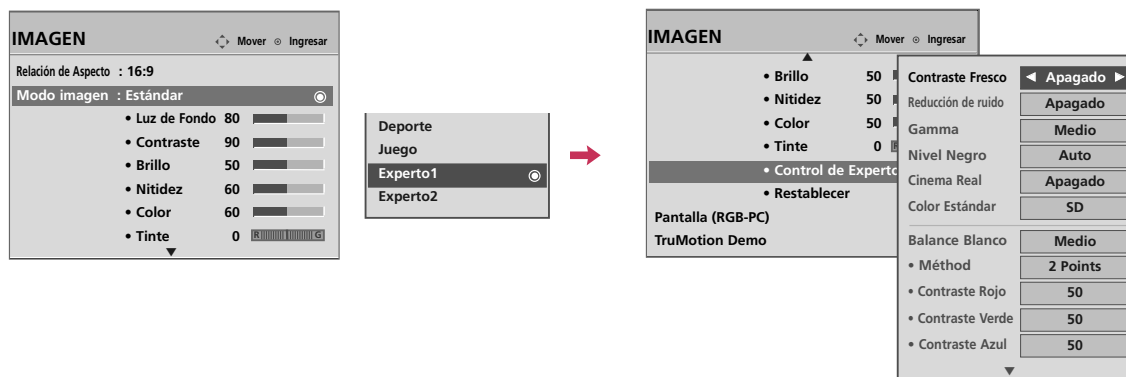 IMAGEN
Mover Ingresar
Relación de Aspecto : 16:9
Modo imagen : Estándar
• Luz de Fondo 80
• Contraste 90
• Brillo 50
• Nitidez 60
• Color 60
• Tinte 0 R G
Deporte
Juego
Experto1
Experto2
IMAGEN
Mover Ingresar
• Brillo 50
• Nitidez 50
• Color 50
• Tinte 0 R
• Control de Experto
• Restablecer
Pantalla (RGB-PC)
TruMotion Demo
Contraste Fresco ◀ Apagado ▶
Reducción de ruido Apagado
Gamma Medio
Nivel Negro Auto
Cinema Real Apagado
Color Estándar SD
Balance Blanco Medio
• Méthod 2 Points
• Contraste Rojo 50
• Contraste Verde 50
• Contraste Azul 50